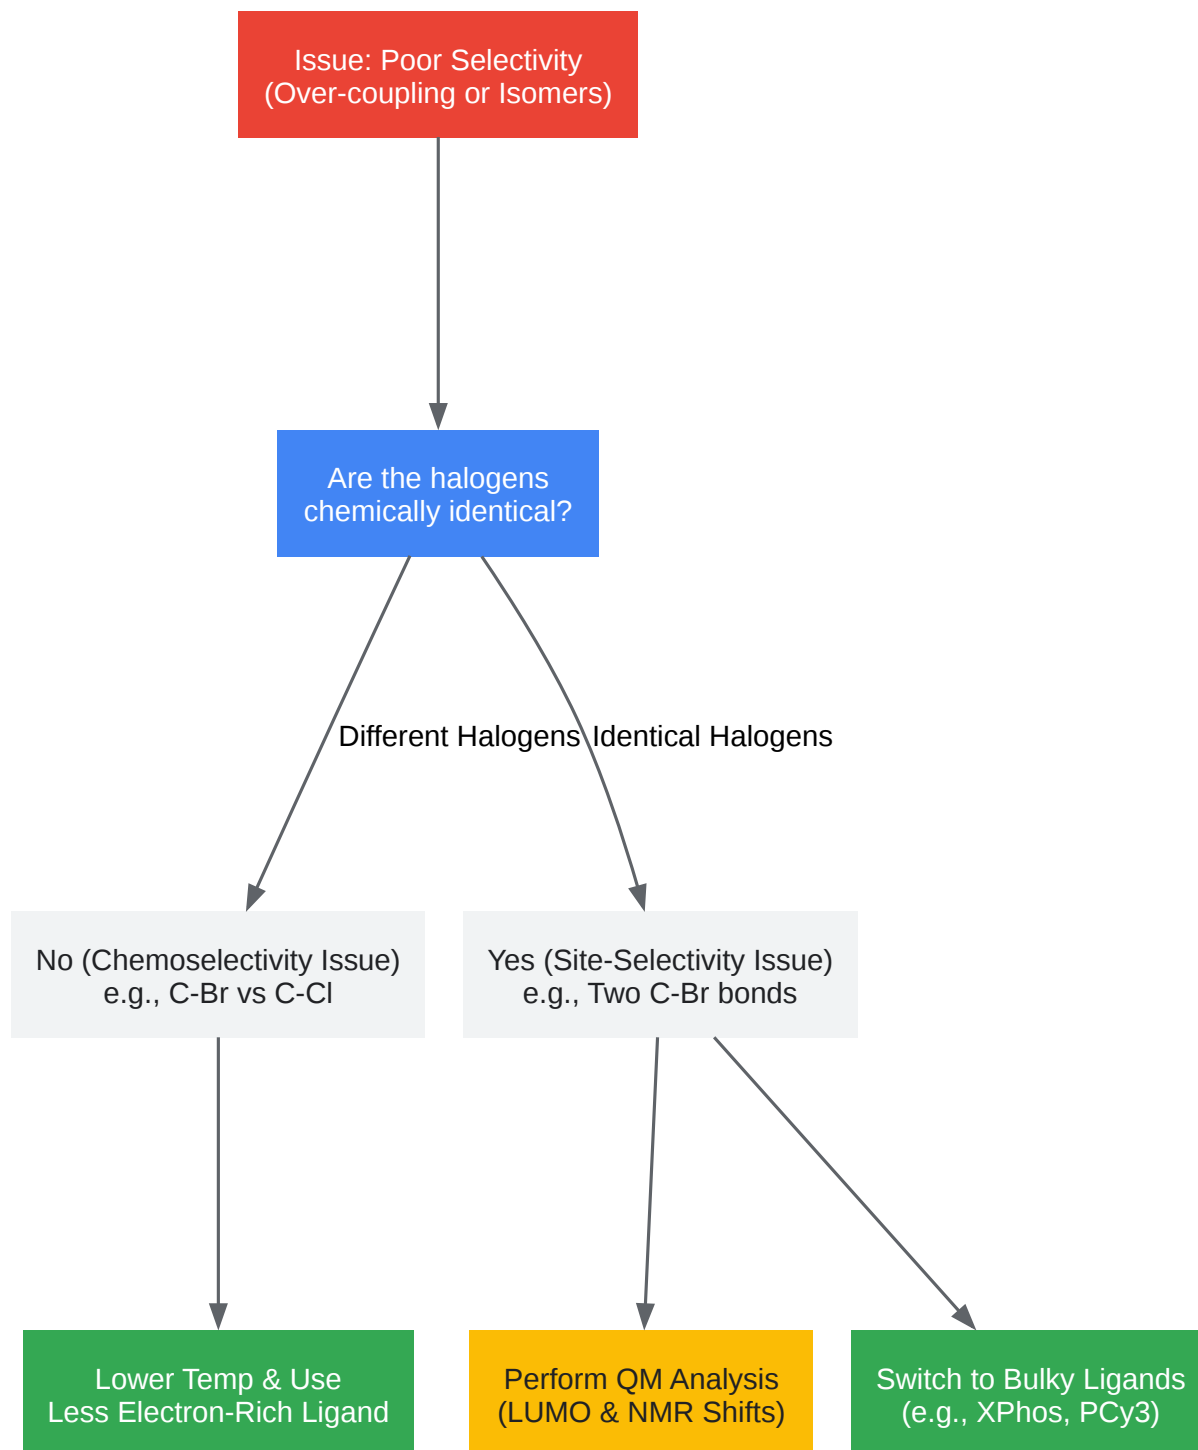 Issue: Poor Selectivity
(Over-coupling or Isomers)
Are the halogens
chemically identical?
Different Halogens
Identical Halogens
No (Chemoselectivity Issue)
e.g., C-Br vs C-Cl
Yes (Site-Selectivity Issue)
e.g., Two C-Br bonds
Lower Temp & Use
Less Electron-Rich Ligand
Perform QM Analysis
(LUMO & NMR Shifts)
Switch to Bulky Ligands
(e.g., XPhos, PCy3)